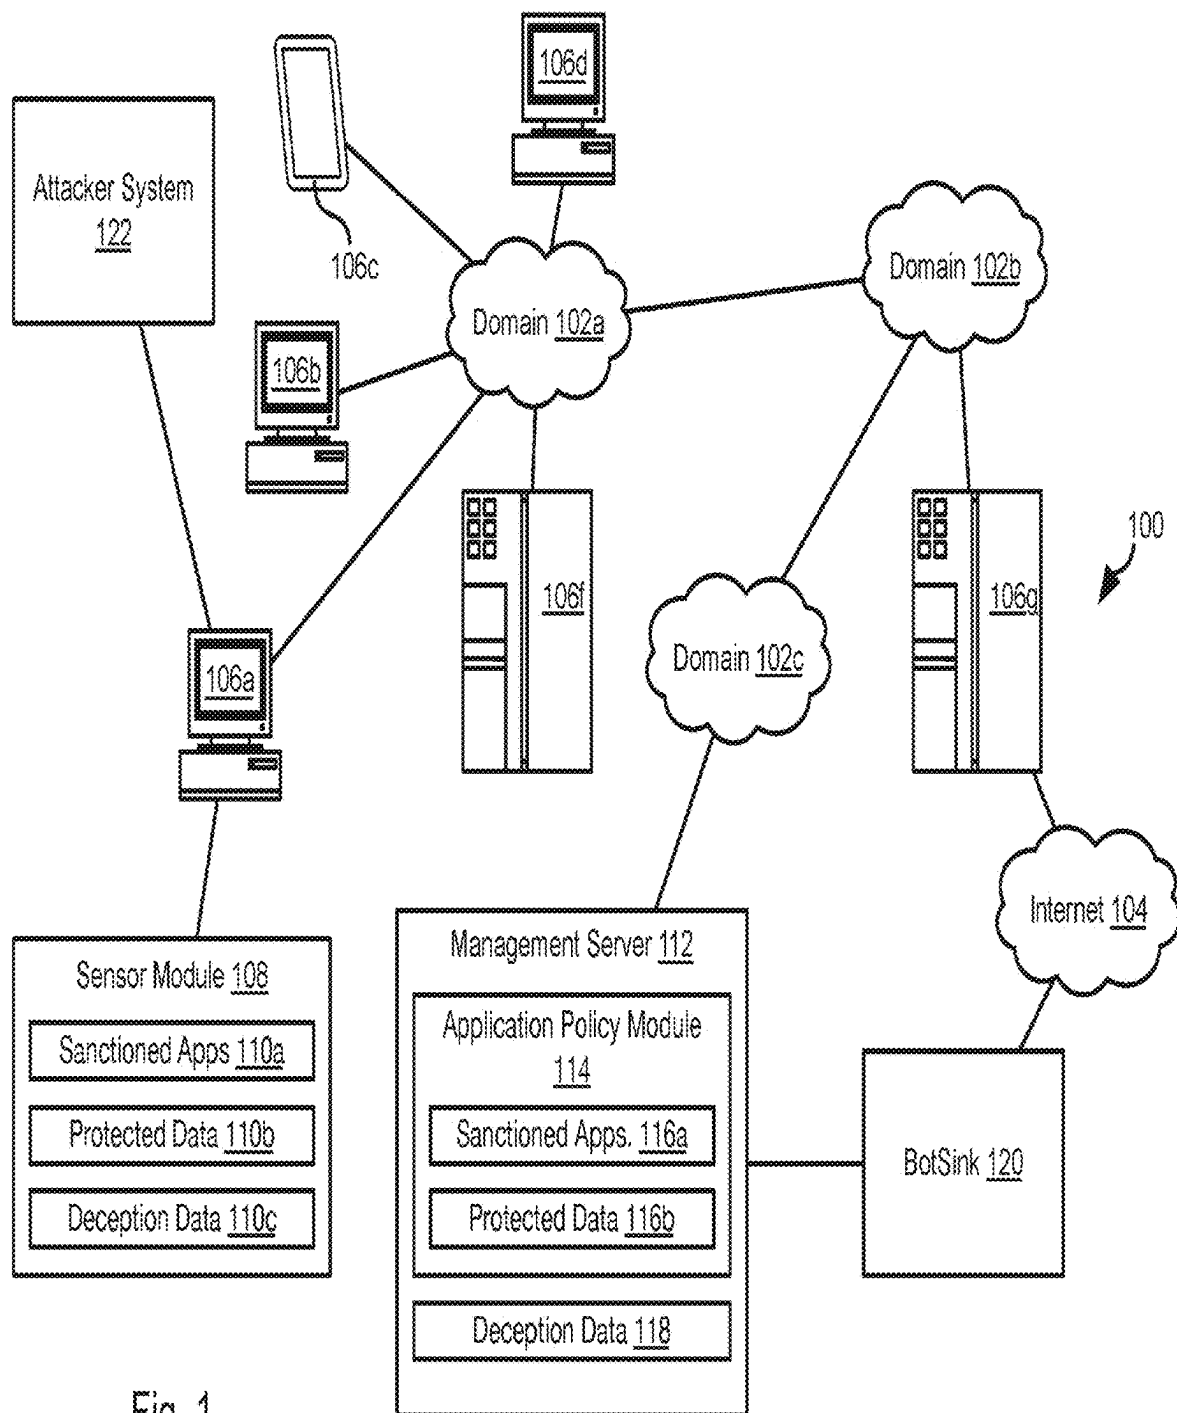 106d
Attacker System
122
106c
Domain 102a
Domain 102b
106b
100
106f
106g
Domain 102c
106a
Internet 104
Sensor Module 108
Sanctioned Apps 110a
Protected Data 110b
Deception Data 110c
Management Server 112
Application Policy Module
114
Sanctioned Apps. 116a
Protected Data 116b
Deception Data 118
BotSink 120
Fig. 1